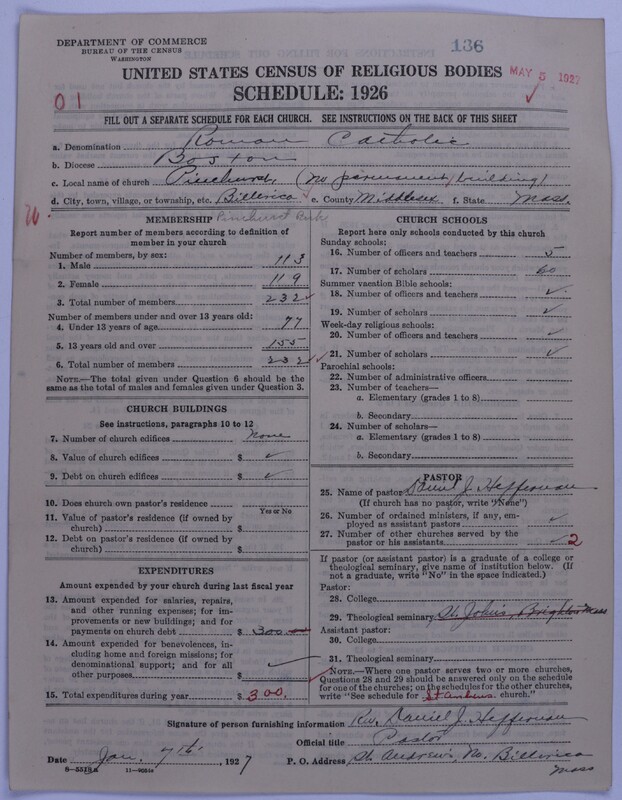 DEPARTMENT OF COMMERCE
BUREAU OF THE CENSUS
WASHINGTON
136
UNITED STATES CENSUS OF RELIGIOUS BODIES
MAY 5 1927
SCHEDULE: 1926
01
FILL OUT A SEPARATE SCHEDULE FOR EACH CHURCH. SEE INSTRUCTIONS ON THE BACK OF THIS SHEET
a. Denomination Roman Catholic
b. Diocese Boston
c. Local name of church Pinehurst (no permanent building)
d. City, town, village, or township, etc. Billerica e. County Middlesex f. State Mass
Pinehurst Park
MEMBERSHIP
Report number of members according to definition of
member in your church
Number of members, by sex:
1. Male 113
2. Female 119
3. Total number of members 232
Number of members under and over 13 years old:
4. Under 13 years of age 77
5. 13 years old and over 155
6. Total number of members 232
NOTE.—The total given under Question 6 should be
the same as the total of males and females given under Question 3.
CHURCH BUILDINGS
See instructions, paragraphs 10 to 12
7. Number of church edifices None
8. Value of church edifices $ ✓
9. Debt on church edifices $ ✓
10. Does church own pastor's residence
Yes or No
11. Value of pastor's residence (if owned by
church) $
12. Debt on pastor's residence (if owned by
church) $
EXPENDITURES
Amount expended by your church during last fiscal year
13. Amount expended for salaries, repairs,
and other running expenses; for im-
provements or new buildings; and for
payments on church debt $ 300
14. Amount expended for benevolences, in-
cluding home and foreign missions; for
denominational support; and for all
other purposes $ ✓
15. Total expenditures during year $ 300.
CHURCH SCHOOLS
Report here only schools conducted by this church
Sunday schools:
16. Number of officers and teachers 5
17. Number of scholars 60
Summer vacation Bible schools:
18. Number of officers and teachers ✓
19. Number of scholars ✓
Week-day religious schools:
20. Number of officers and teachers ✓
21. Number of scholars ✓
Parochial schools:
22. Number of administrative officers
23. Number of teachers—
a. Elementary (grades 1 to 8)
b. Secondary
24. Number of scholars—
a. Elementary (grades 1 to 8)
b. Secondary
PASTOR
25. Name of pastor Daniel J. Heffernan
(If church has no pastor, write "None")
26. Number of ordained ministers, if any, em-
ployed as assistant pastors ✓
27. Number of other churches served by the
pastor or his assistants 2
If pastor (or assistant pastor) is a graduate of a college or
theological seminary, give name of institution below. (If
not a graduate, write "No" in the space indicated.)
Pastor:
28. College
29. Theological seminary St. Johns, Brighton Mass
Assistant pastor:
30. College
31. Theological seminary
NOTE.—Where one pastor serves two or more churches,
Questions 28 and 29 should be answered only on the schedule
for one of the churches; on the schedules for the other churches,
write "See schedule for St Andrews church."
Signature of person furnishing information Rev. Daniel J. Heffernan
Official title Pastor
Date Jan. 7th, 1927 P. O. Address St. Andrews, No. Billerica
Mass